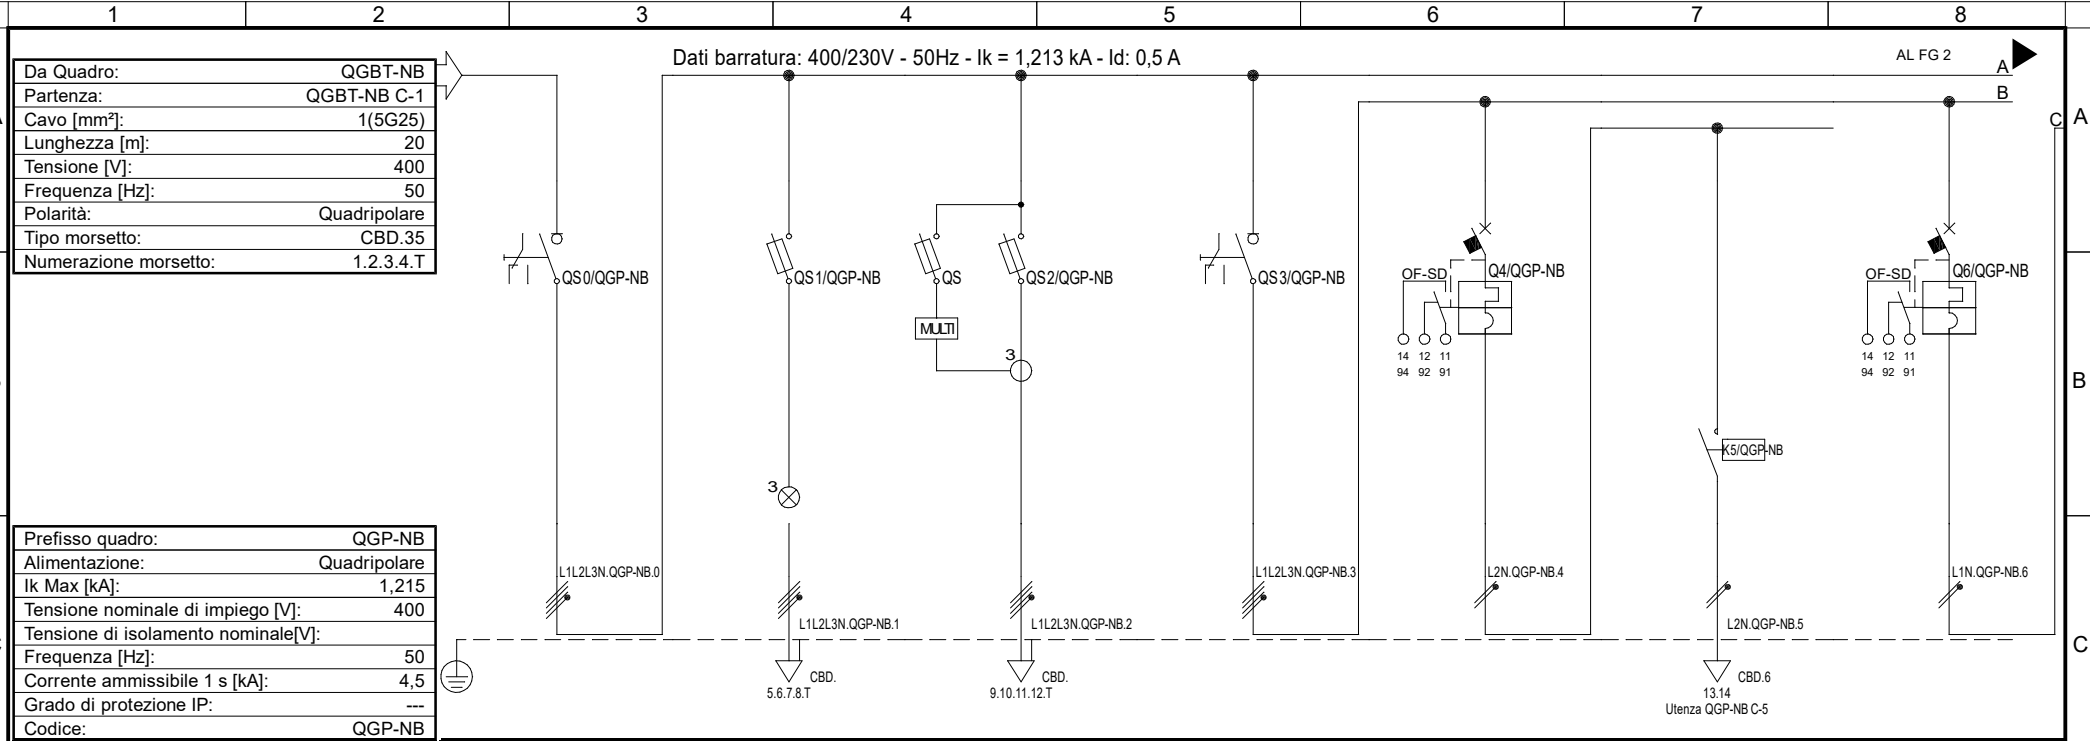 1 2 3 4 5 6 7 8
Dati barratura: 400/230V - 50Hz - Ik = 1,213 kA - Id: 0,5 A
AL FG 2
A
B
C
A
B
C
Da Quadro: QGBT-NB
Partenza: QGBT-NB C-1
Cavo [mm²]: 1(5G25)
Lunghezza [m]: 20
Tensione [V]: 400
Frequenza [Hz]: 50
Polarità: Quadripolare
Tipo morsetto: CBD.35
Numerazione morsetto: 1.2.3.4.T
QS0/QGP-NB
QS1/QGP-NB
QS
QS2/QGP-NB
QS3/QGP-NB
OF-SD
Q4/QGP-NB
OF-SD
Q6/QGP-NB
MULTI
3
14 12 11
94 92 91
14 12 11
94 92 91
K5/QGP-NB
3
Prefisso quadro: QGP-NB
Alimentazione: Quadripolare
Ik Max [kA]: 1,215
Tensione nominale di impiego [V]: 400
Tensione di isolamento nominale[V]:
Frequenza [Hz]: 50
Corrente ammissibile 1 s [kA]: 4,5
Grado di protezione IP: ---
Codice: QGP-NB
L1L2L3N.QGP-NB.0
L1L2L3N.QGP-NB.1
L1L2L3N.QGP-NB.2
L1L2L3N.QGP-NB.3
L2N.QGP-NB.4
L2N.QGP-NB.5
L1N.QGP-NB.6
CBD.
5.6.7.8.T
CBD.
9.10.11.12.T
CBD.6
13.14
Utenza QGP-NB C-5